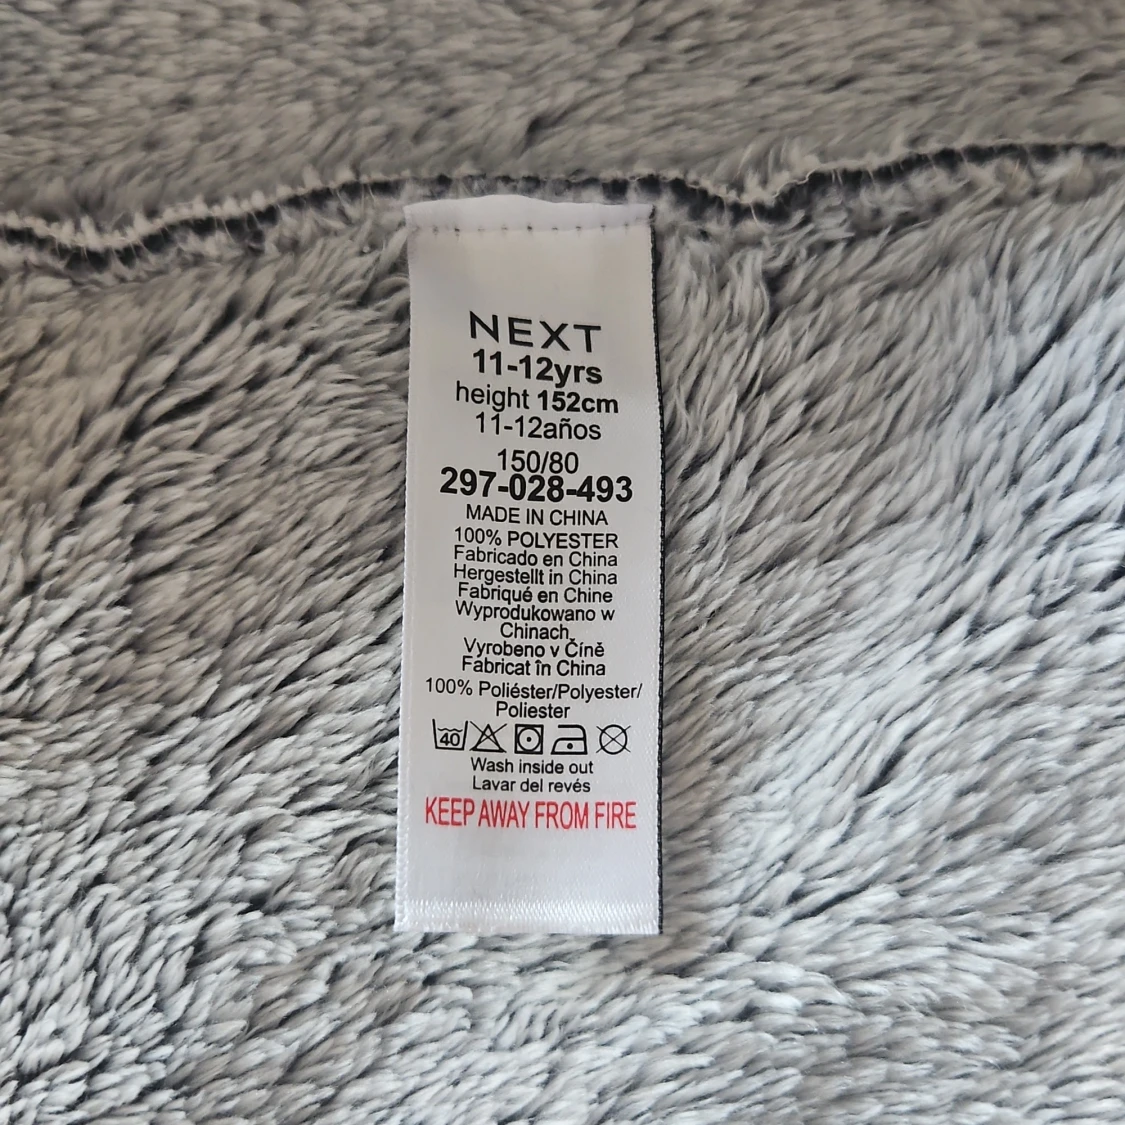 NEXT
11-12yrs
height 152cm
11-12años
150/80
297-028-493
MADE IN CHINA
100% POLYESTER
Fabricado en China
Hergestellt in China
Fabriqué en Chine
Wyprodukowano w
Chinach
Vyrobeno v Číně
Fabricat în China
100% Poliéster/Polyester/
Poliester
40
Wash inside out
Lavar del revés
KEEP AWAY FROM FIRE